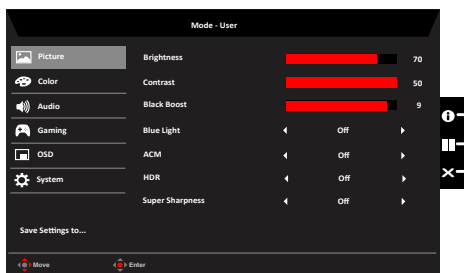 Mode - User
Picture
Color
Audio
Gaming
OSD
System
Save Settings to...
Brightness 70
Contrast 50
Black Boost 9
Blue Light Off
ACM Off
HDR Off
Super Sharpness Off
Move Enter